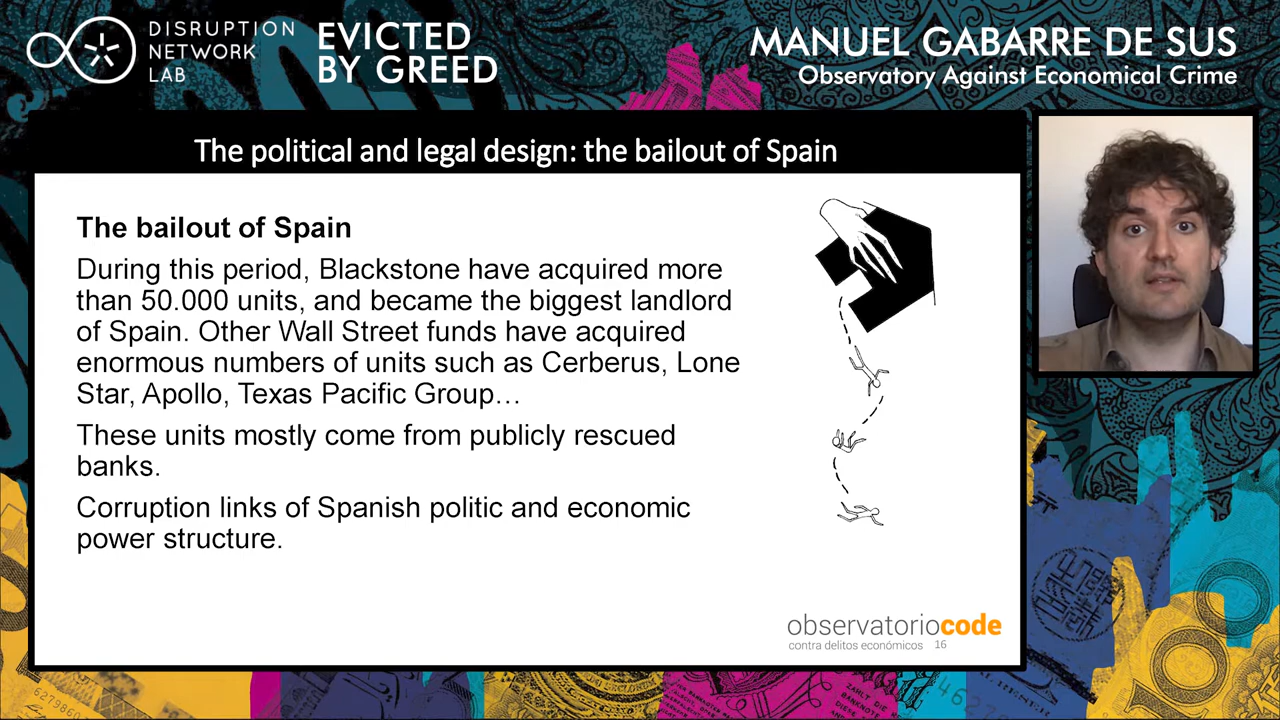 DISRUPTION
NETWORK
LAB
EVICTED
BY GREED
MANUEL GABARRE DE SUS
Observatory Against Economical Crime
The political and legal design: the bailout of Spain
The bailout of Spain
During this period, Blackstone have acquired more
than 50.000 units, and became the biggest landlord
of Spain. Other Wall Street funds have acquired
enormous numbers of units such as Cerberus, Lone
Star, Apollo, Texas Pacific Group…
These units mostly come from publicly rescued
banks.
Corruption links of Spanish politic and economic
power structure.
observatoriocode
contra delitos económicos 16